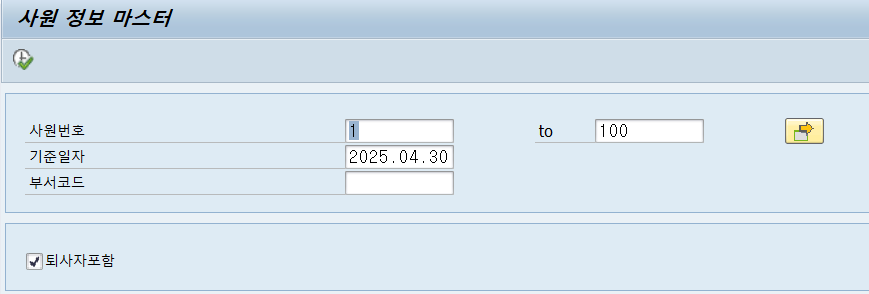 사원 정보 마스터
사원번호 1 to 100
기준일자 2025.04.30
부서코드
퇴사자포함